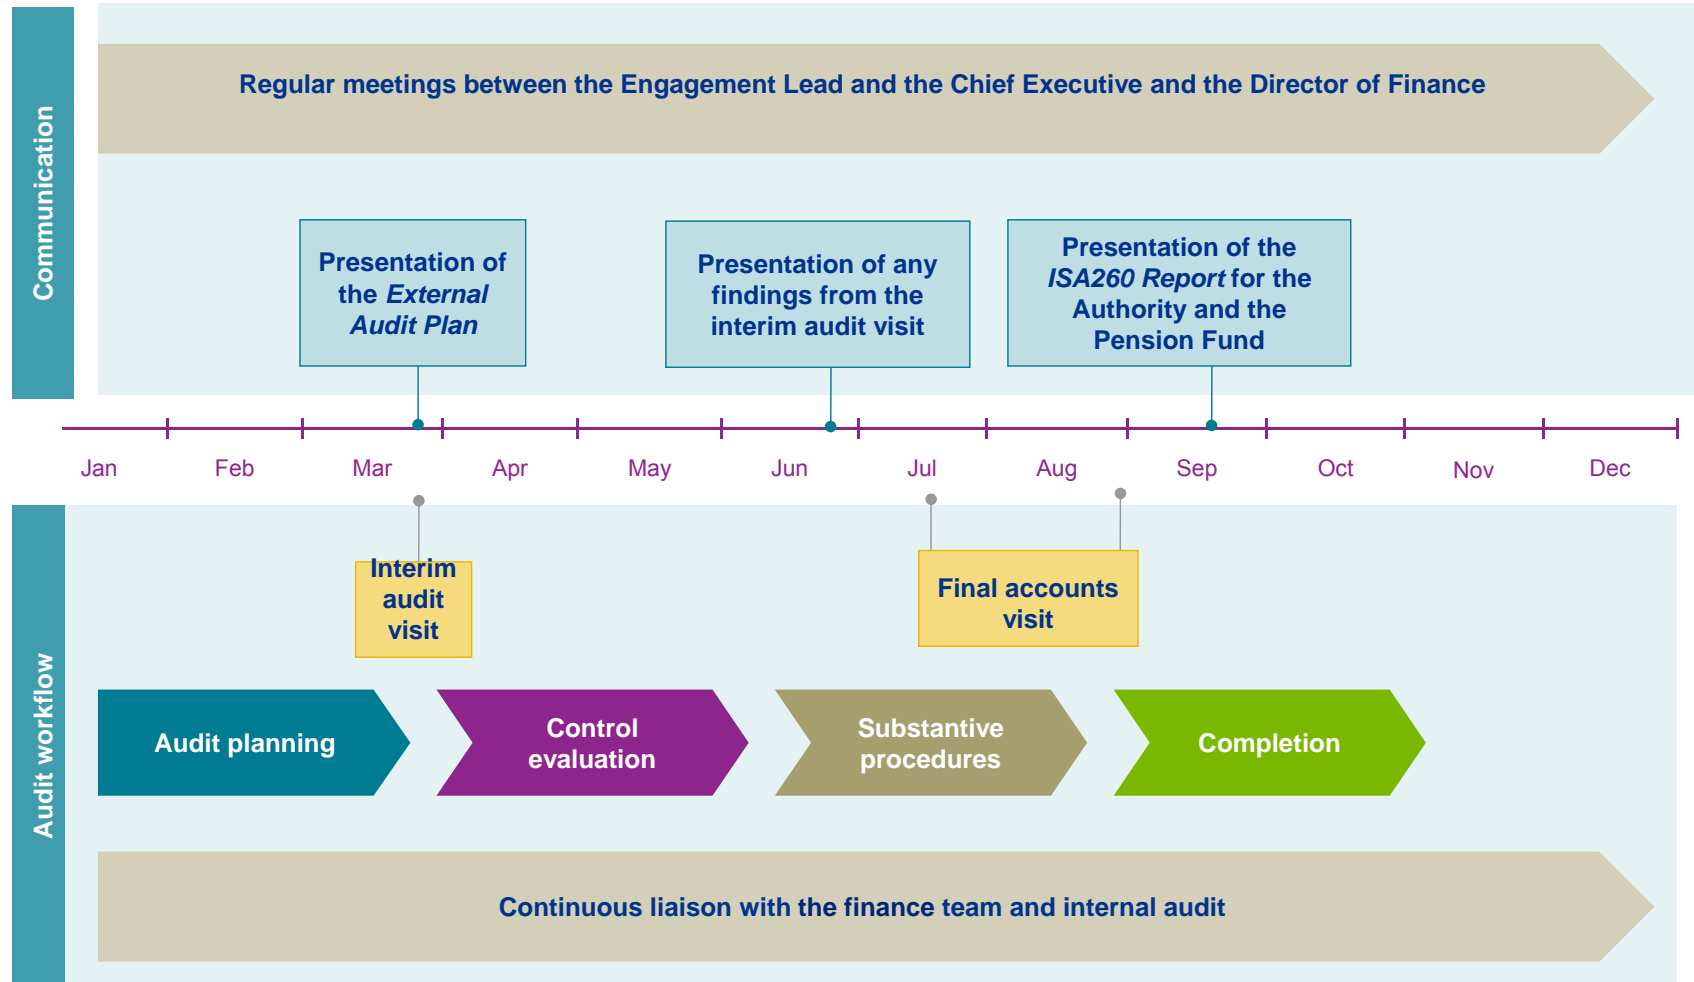 Communication
Regular meetings between the Engagement Lead and the Chief Executive and the Director of Finance
Presentation of
the External
Audit Plan
Presentation of any
findings from the
interim audit visit
Presentation of the
ISA260 Report for the
Authority and the
Pension Fund
Jan Feb Mar Apr May Jun Jul Aug Sep Oct Nov Dec
Audit workflow
Interim
audit
visit
Final accounts
visit
Audit planning
Control
evaluation
Substantive
procedures
Completion
Continuous liaison with the finance team and internal audit